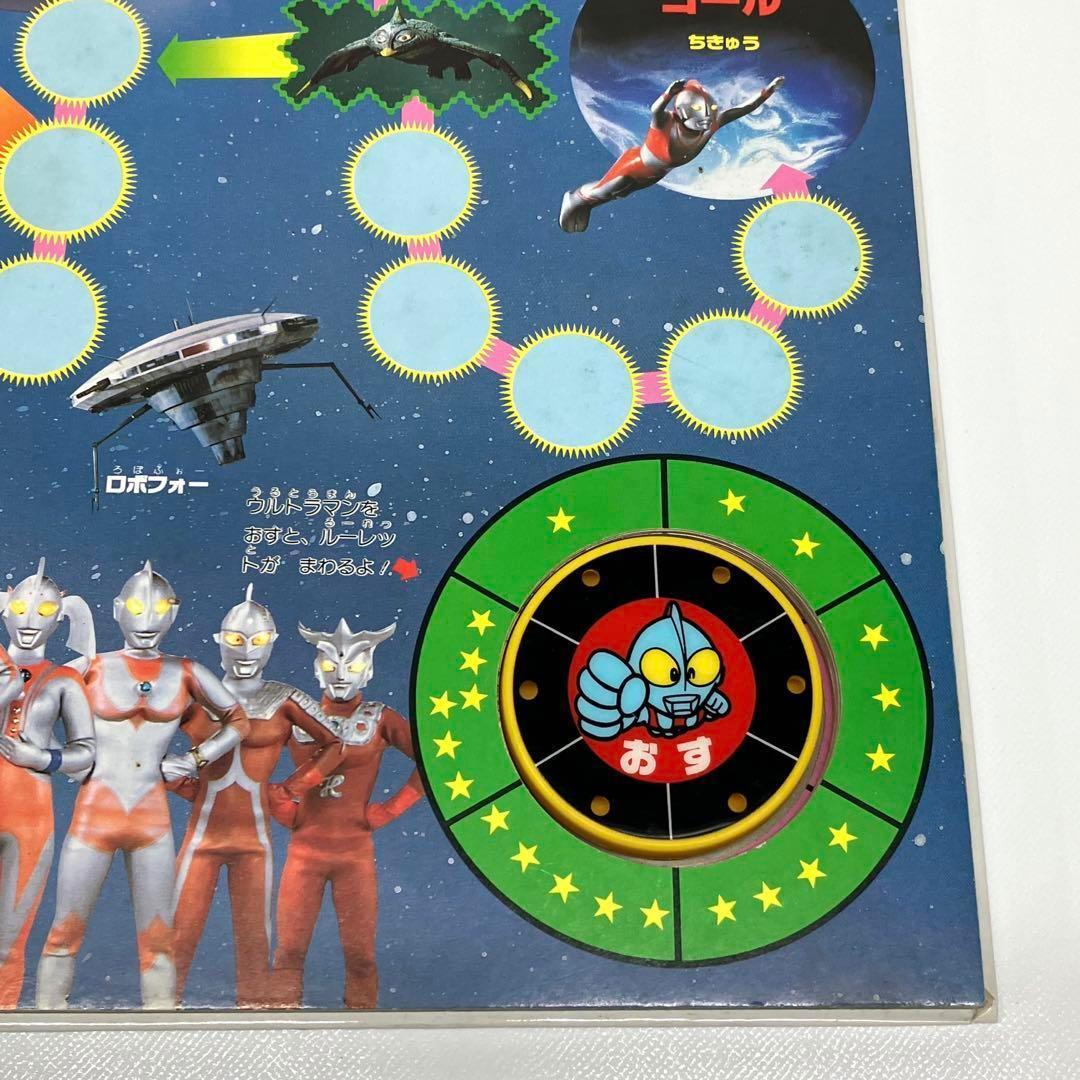 ゴール
ちきゅう
ろぼふぉー
ロボフォー
うるとらまん
ウルトラマンを
るーれっ
おすと、ルーレッ
と
トが まわるよ!
おす